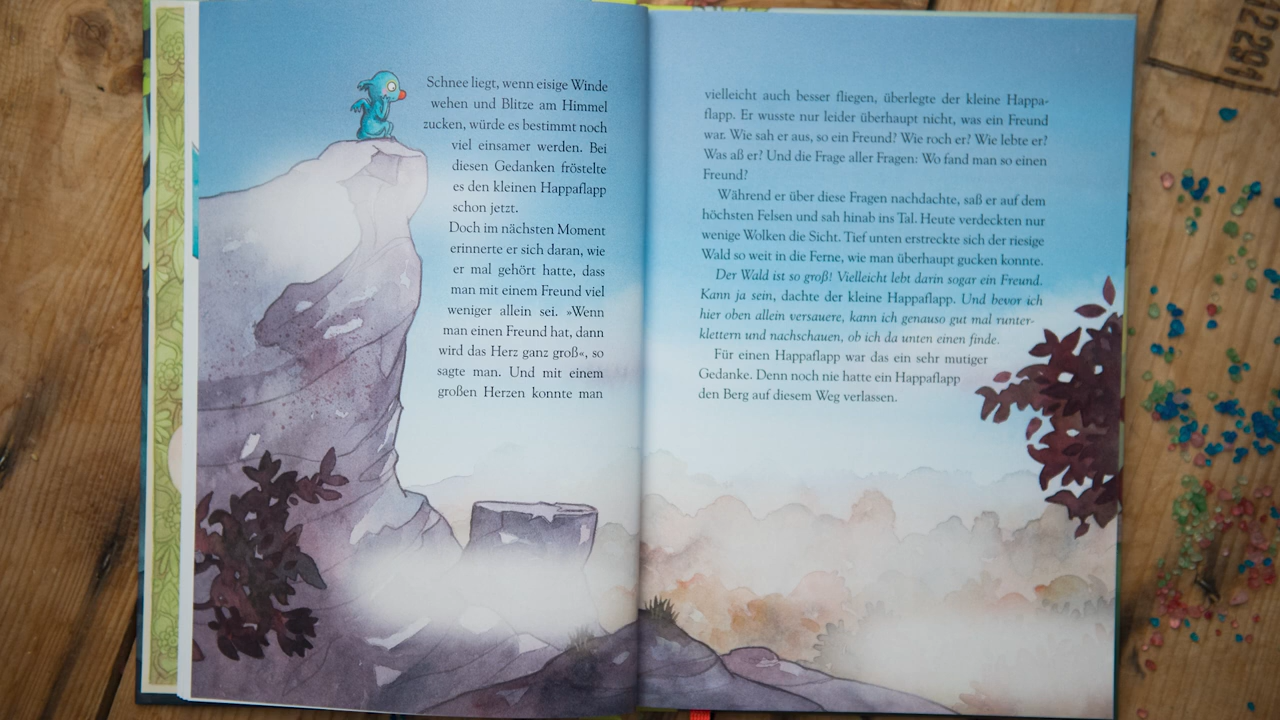 Schnee liegt, wenn eisige Winde
wehen und Blitze am Himmel
zucken, würde es bestimmt noch
viel einsamer werden. Bei
diesen Gedanken fröstelte
es den kleinen Happaflapp
schon jetzt.
Doch im nächsten Moment
erinnerte er sich daran, wie
er mal gehört hatte, dass
man mit einem Freund viel
weniger allein sei. »Wenn
man einen Freund hat, dann
wird das Herz ganz groß«, so
sagte man. Und mit einem
großen Herzen konnte man
vielleicht auch besser fliegen, überlegte der kleine Happa-
flapp. Er wusste nur leider überhaupt nicht, was ein Freund
war. Wie sah er aus, so ein Freund? Wie roch er? Wie lebte er?
Was aß er? Und die Frage aller Fragen: Wo fand man so einen
Freund?
Während er über diese Fragen nachdachte, saß er auf dem
höchsten Felsen und sah hinab ins Tal. Heute verdeckten nur
wenige Wolken die Sicht. Tief unten erstreckte sich der riesige
Wald so weit in die Ferne, wie man überhaupt gucken konnte.
Der Wald ist so groß! Vielleicht lebt darin sogar ein Freund.
Kann ja sein, dachte der kleine Happaflapp. Und bevor ich
hier oben allein versauere, kann ich genauso gut mal runter-
klettern und nachschauen, ob ich da unten einen finde.
Für einen Happaflapp war das ein sehr mutiger
Gedanke. Denn noch nie hatte ein Happaflapp
den Berg auf diesem Weg verlassen.